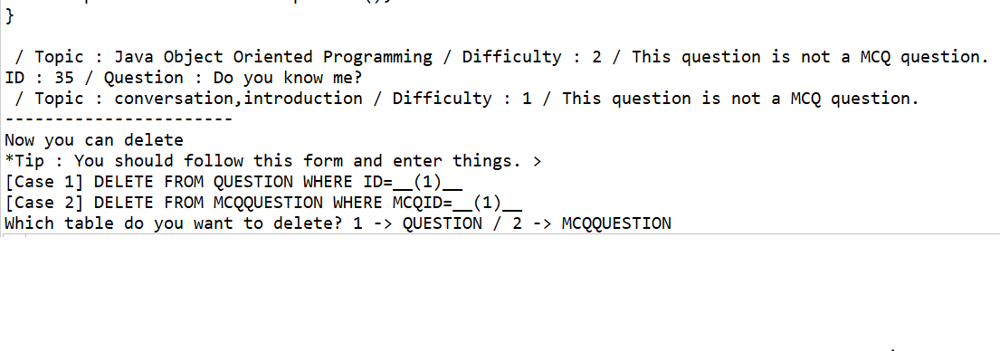 }
/ Topic : Java Object Oriented Programming / Difficulty : 2 / This question is not a MCQ question.
ID : 35 / Question : Do you know me?
/ Topic : conversation,introduction / Difficulty : 1 / This question is not a MCQ question.
-----------------------
Now you can delete
*Tip : You should follow this form and enter things. >
[Case 1] DELETE FROM QUESTION WHERE ID=__(1)__
[Case 2] DELETE FROM MCQQUESTION WHERE MCQID=__(1)__
Which table do you want to delete? 1 -> QUESTION / 2 -> MCQQUESTION